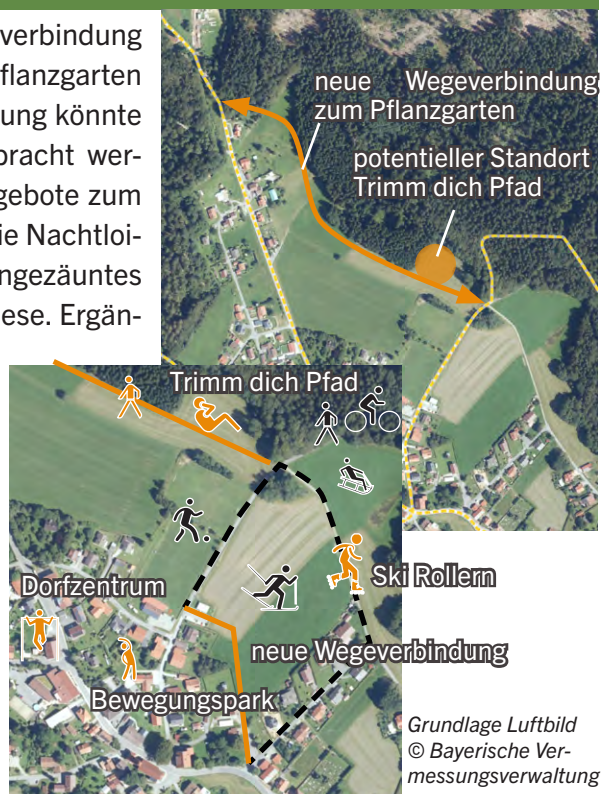 verbindung
flanzgarten
ung könnte
bracht wer-
gebote zum
ie Nachtloi-
ngezäuntes
ese. Ergän-
neue Wegeverbindung
zum Pflanzgarten
potentieller Standort
Trimm dich Pfad
Trimm dich Pfad
Ski Rollern
Dorfzentrum
neue Wegeverbindung
Bewegungspark
Grundlage Luftbild
© Bayerische Ver-
messungsverwaltung